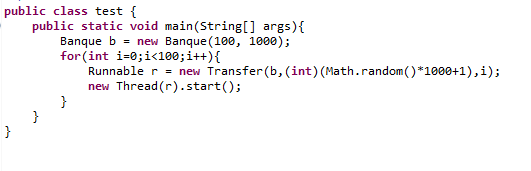 public class test {
public static void main(String[] args){
Banque b = new Banque(100, 1000);
for(int i=0;i<100;i++){
Runnable r = new Transfer(b,(int)(Math.random()*1000+1),i);
new Thread(r).start();
}
}
}